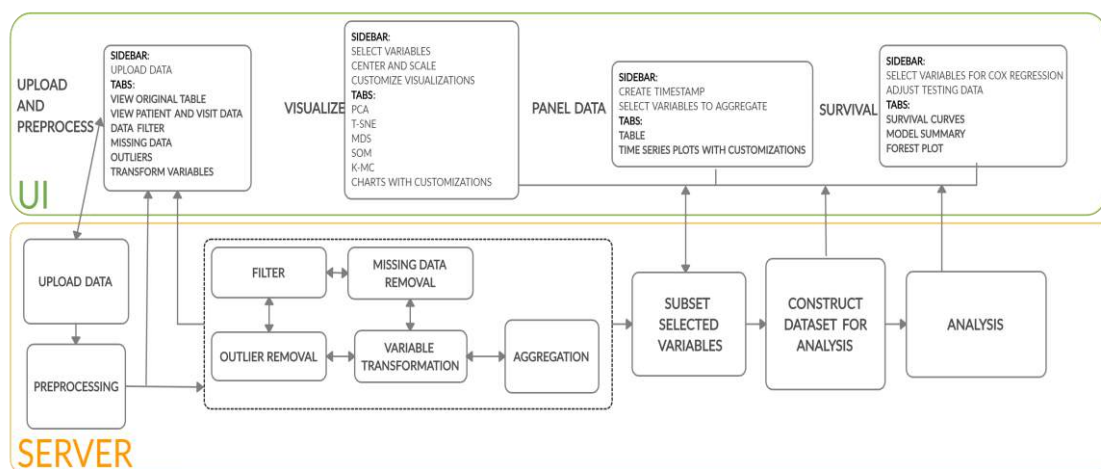 UPLOAD
AND
PREPROCESS
SIDEBAR:
UPLOAD DATA
TABS:
VIEW ORIGINAL TABLE
VIEW PATIENT AND VISIT DATA
DATA FILTER
MISSING DATA
OUTLIERS
TRANSFORM VARIABLES
VISUALIZE
SIDEBAR:
SELECT VARIABLES
CENTER AND SCALE
CUSTOMIZE VISUALIZATIONS
TABS:
PCA
T-SNE
MDS
SOM
K-MC
CHARTS WITH CUSTOMIZATIONS
PANEL DATA
SIDEBAR:
CREATE TIMESTAMP
SELECT VARIABLES TO AGGREGATE
TABS:
TABLE
TIME SERIES PLOTS WITH CUSTOMIZATIONS
SURVIVAL
SIDEBAR:
SELECT VARIABLES FOR COX REGRESSION
ADJUST TESTING DATA
TABS:
SURVIVAL CURVES
MODEL SUMMARY
FOREST PLOT
UI
UPLOAD DATA
PREPROCESSING
FILTER
MISSING DATA
REMOVAL
OUTLIER REMOVAL
VARIABLE
TRANSFORMATION
AGGREGATION
SUBSET
SELECTED
VARIABLES
CONSTRUCT
DATASET FOR
ANALYSIS
ANALYSIS
SERVER